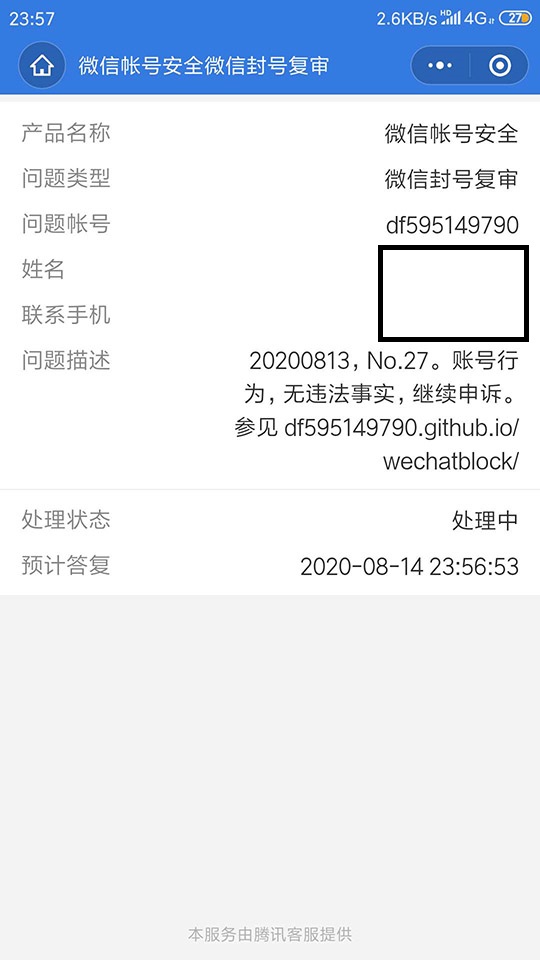 23:57 2.6KB/s HD 4G 27
微信帐号安全微信封号复审
产品名称 微信帐号安全
问题类型 微信封号复审
问题帐号 df595149790
姓名
联系手机
问题描述 20200813，No.27。账号行
为，无违法事实，继续申诉。
参见 df595149790.github.io/
wechatblock/
处理状态 处理中
预计答复 2020-08-14 23:56:53
本服务由腾讯客服提供